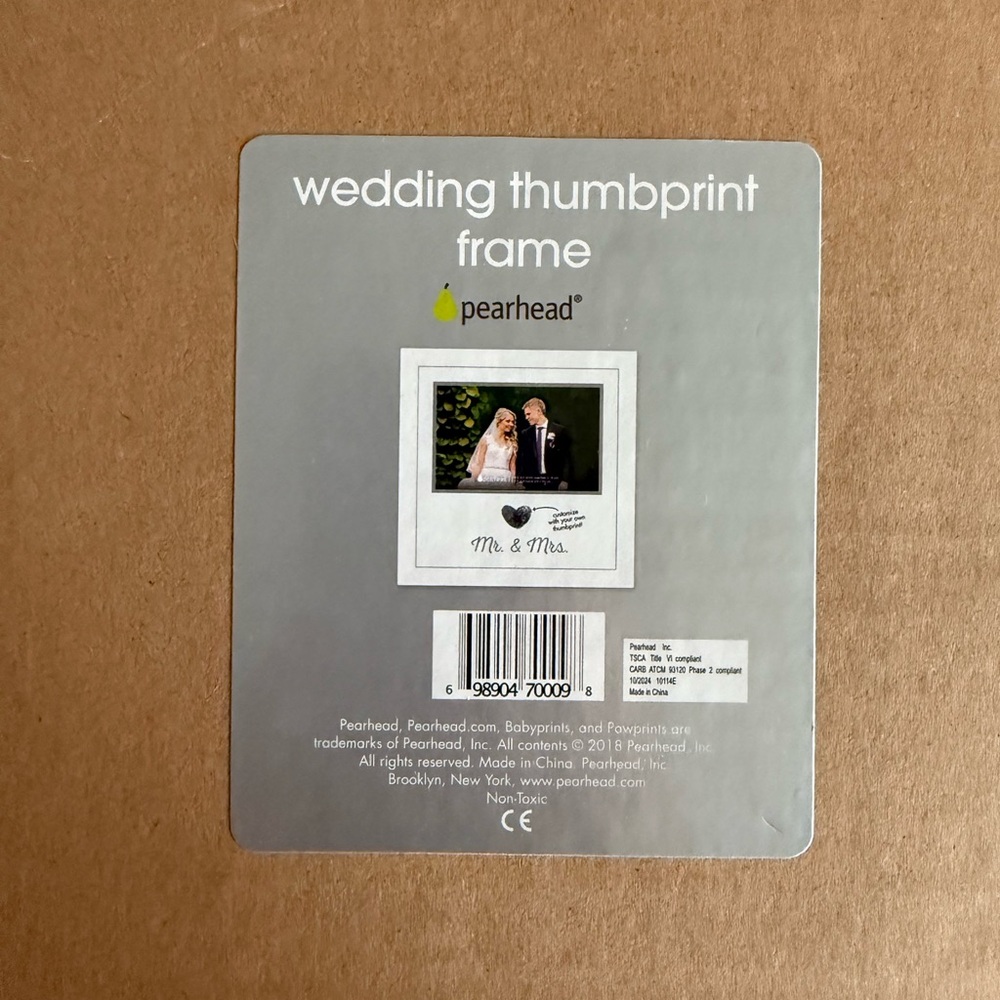 wedding thumbprint
frame
pearhead®
customize
with your own
thumbprint!
Mr. & Mrs.
6 98904 70009 8
Pearhead Inc.
TSCA Title VI compliant
CARB ATCM 93120 Phase 2 compliant
10/2024 10114E
Made in China
Pearhead, Pearhead.com, Babyprints, and Pawprints are
trademarks of Pearhead, Inc. All contents © 2018 Pearhead, Inc.
All rights reserved. Made in China. Pearhead, Inc.
Brooklyn, New York, www.pearhead.com
Non-Toxic
CE